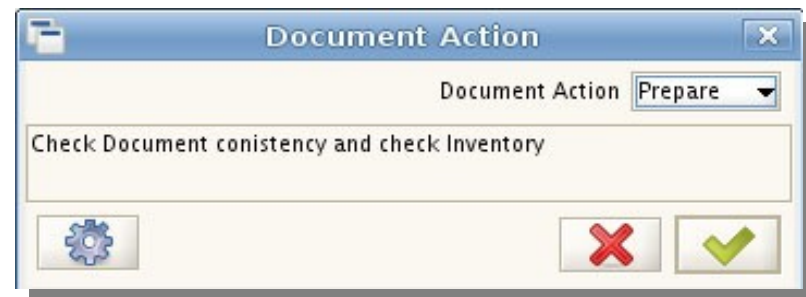 Document Action
Document Action Prepare
Check Document conistency and check Inventory